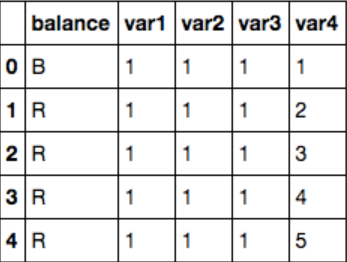 balance var1 var2 var3 var4
0 B 1 1 1 1
1 R 1 1 1 2
2 R 1 1 1 3
3 R 1 1 1 4
4 R 1 1 1 5